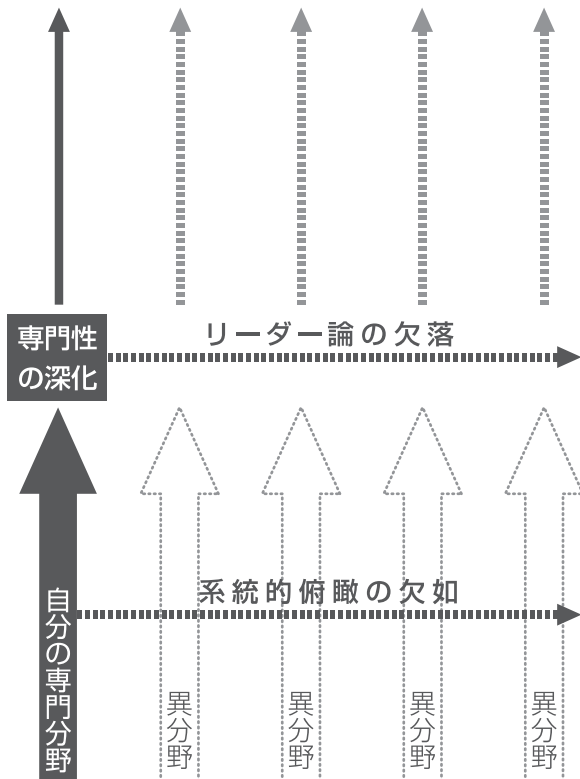 専門性
の深化
リーダー論の欠落
系統的俯瞰の欠如
自分の専門分野
異分野
異分野
異分野
異分野